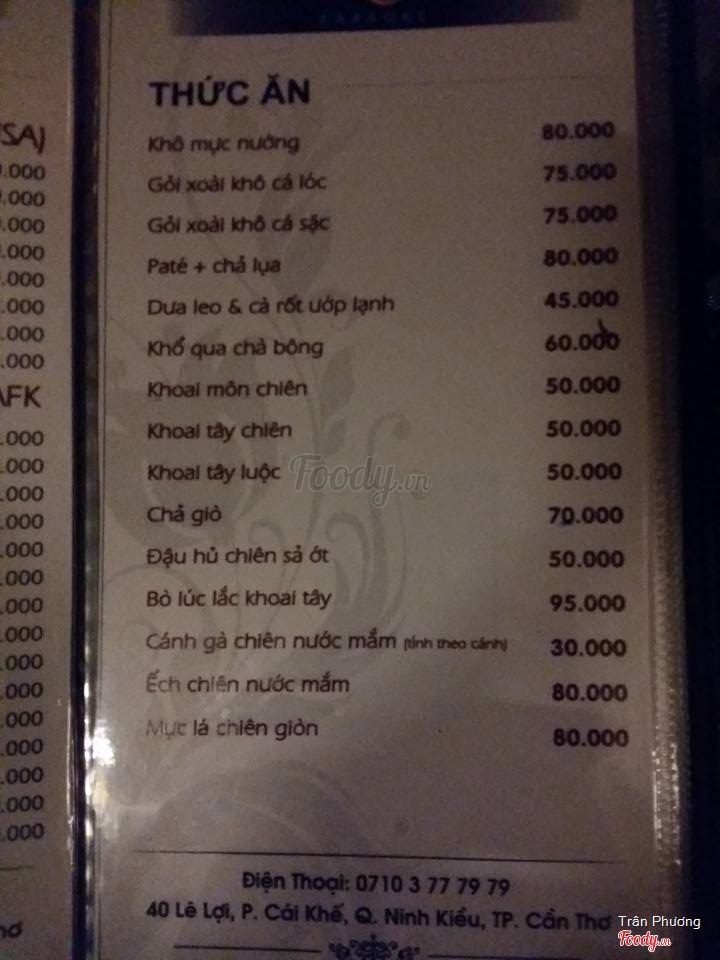 KARAOKE
THỨC ĂN
Khô mực nướng 80.000
Gỏi xoài khô cá lóc 75.000
Gỏi xoài khô cá sặc 75.000
Paté + chả lụa 80.000
Dưa leo & cà rốt ướp lạnh 45.000
Khổ qua chà bông 60.000
Khoai môn chiên 50.000
Khoai tây chiên 50.000
Khoai tây luộc 50.000
Chả giò 70.000
Đậu hủ chiên sả ớt 50.000
Bò lúc lắc khoai tây 95.000
Cánh gà chiên nước mắm (tính theo cánh) 30.000
Ếch chiên nước mắm 80.000
Mực lá chiên giòn 80.000
Điện Thoại: 0710 3 77 79 79
40 Lê Lợi, P. Cái Khế, Q. Ninh Kiều, TP. Cần Thơ
Foody.vn
Trân Phương
Foody.vn